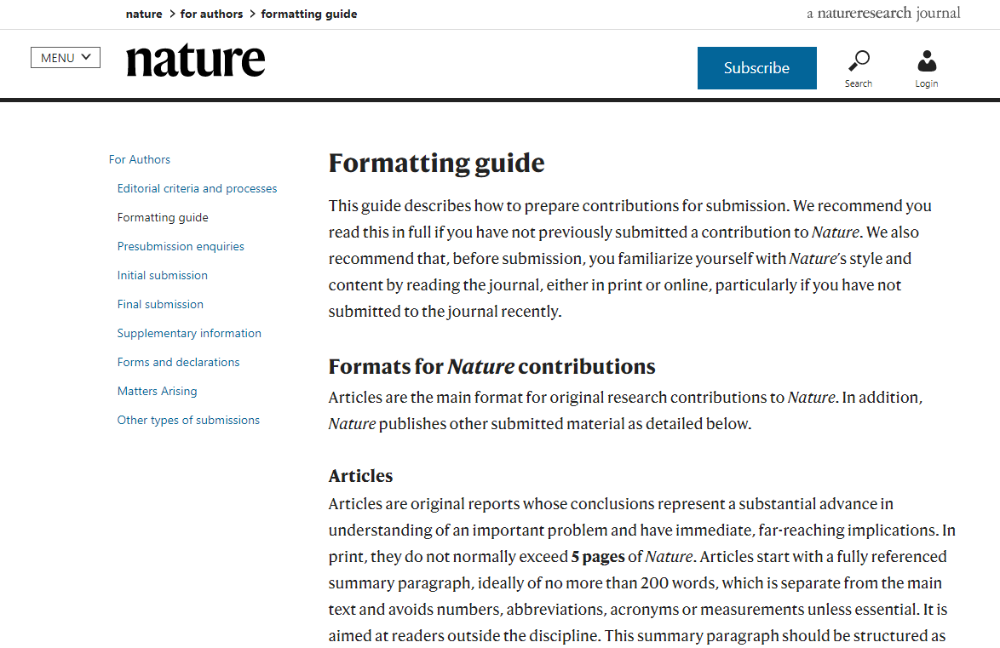 nature > for authors > formatting guide
a natureresearch journal
MENU
nature
Subscribe
Search
Login
For Authors
Editorial criteria and processes
Formatting guide
Presubmission enquiries
Initial submission
Final submission
Supplementary information
Forms and declarations
Matters Arising
Other types of submissions
Formatting guide
This guide describes how to prepare contributions for submission. We recommend you
read this in full if you have not previously submitted a contribution to Nature. We also
recommend that, before submission, you familiarize yourself with Nature's style and
content by reading the journal, either in print or online, particularly if you have not
submitted to the journal recently.
Formats for Nature contributions
Articles are the main format for original research contributions to Nature. In addition,
Nature publishes other submitted material as detailed below.
Articles
Articles are original reports whose conclusions represent a substantial advance in
understanding of an important problem and have immediate, far-reaching implications. In
print, they do not normally exceed 5 pages of Nature. Articles start with a fully referenced
summary paragraph, ideally of no more than 200 words, which is separate from the main
text and avoids numbers, abbreviations, acronyms or measurements unless essential. It is
aimed at readers outside the discipline. This summary paragraph should be structured as